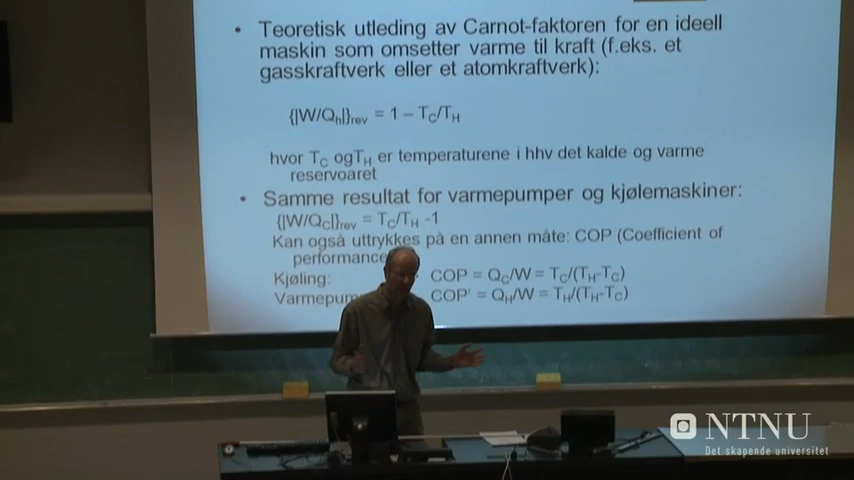 • Teoretisk utleding av Carnot-faktoren for en ideell
maskin som omsetter varme til kraft (f.eks. et
gasskraftverk eller et atomkraftverk):
{|W/Qh|}rev = 1 – TC/TH
hvor TC ogTH er temperaturene i hhv det kalde og varme
reservoaret
• Samme resultat for varmepumper og kjølemaskiner:
{|W/QC|}rev = TC/TH -1
Kan også uttrykkes på en annen måte: COP (Coefficient of
performance
Kjøling: COP = QC/W = TC/(TH-TC)
Varmepum COP' = QH/W = TH/(TH-TC)
NTNU
Det skapende universitet